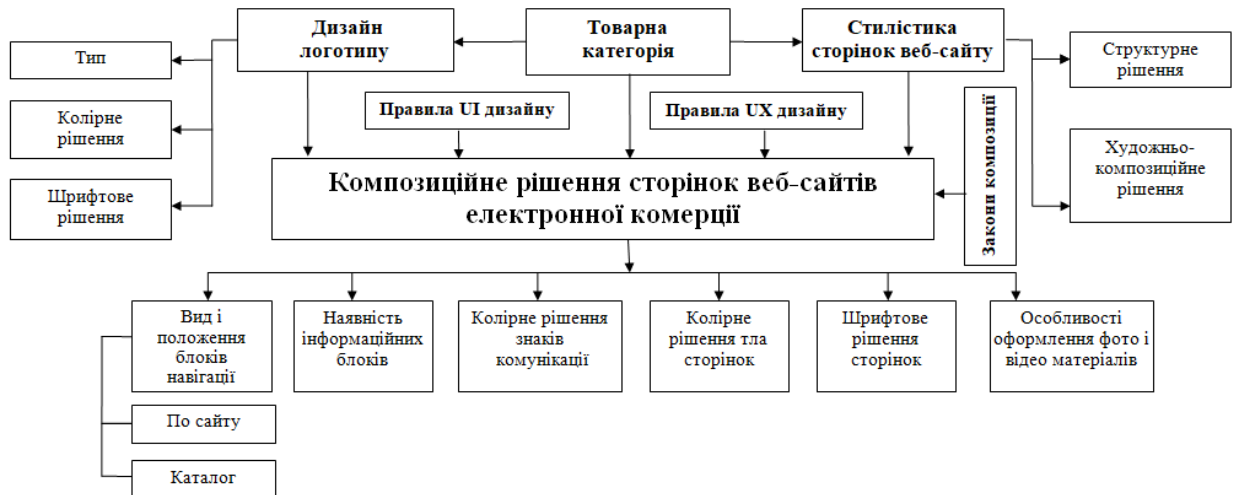 Дизайн
логотипу
Товарна
категорія
Стилістика
сторінок веб-сайту
Тип
Структурне
рішення
Колірне
рішення
Правила UI дизайну
Правила UX дизайну
Закони композиції
Художньо-
композиційне
рішення
Шрифтове
рішення
Композиційне рішення сторінок веб-сайтів
електронної комерції
Вид і
положення
блоків
навігації
Наявність
інформаційних
блоків
Колірне рішення
знаків
комунікації
Колірне
рішення тла
сторінок
Шрифтове
рішення
сторінок
Особливості
оформлення фото і
відео матеріалів
По сайту
Каталог